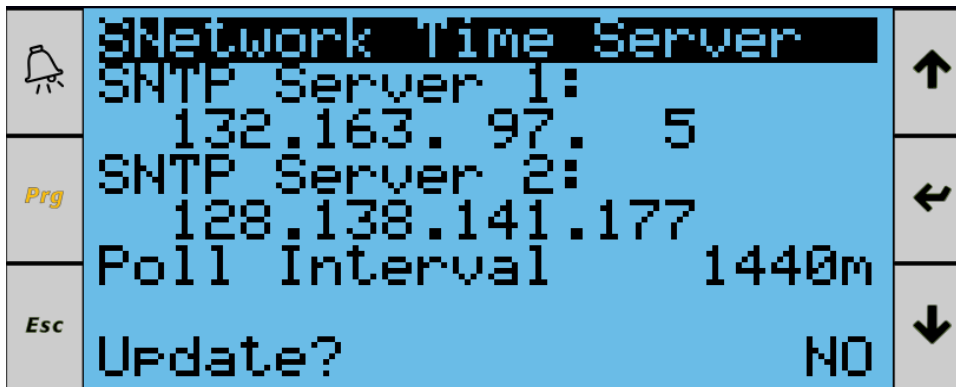 SNetwork Time Server
SNTP Server 1:
132.163. 97.  5
SNTP Server 2:
128.138.141.177
Poll Interval 1440m
Update? NO
Prg
Esc